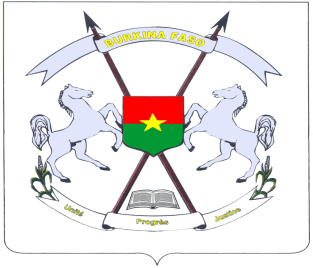 BURKINA FASO
Unité
Progrès
Justice